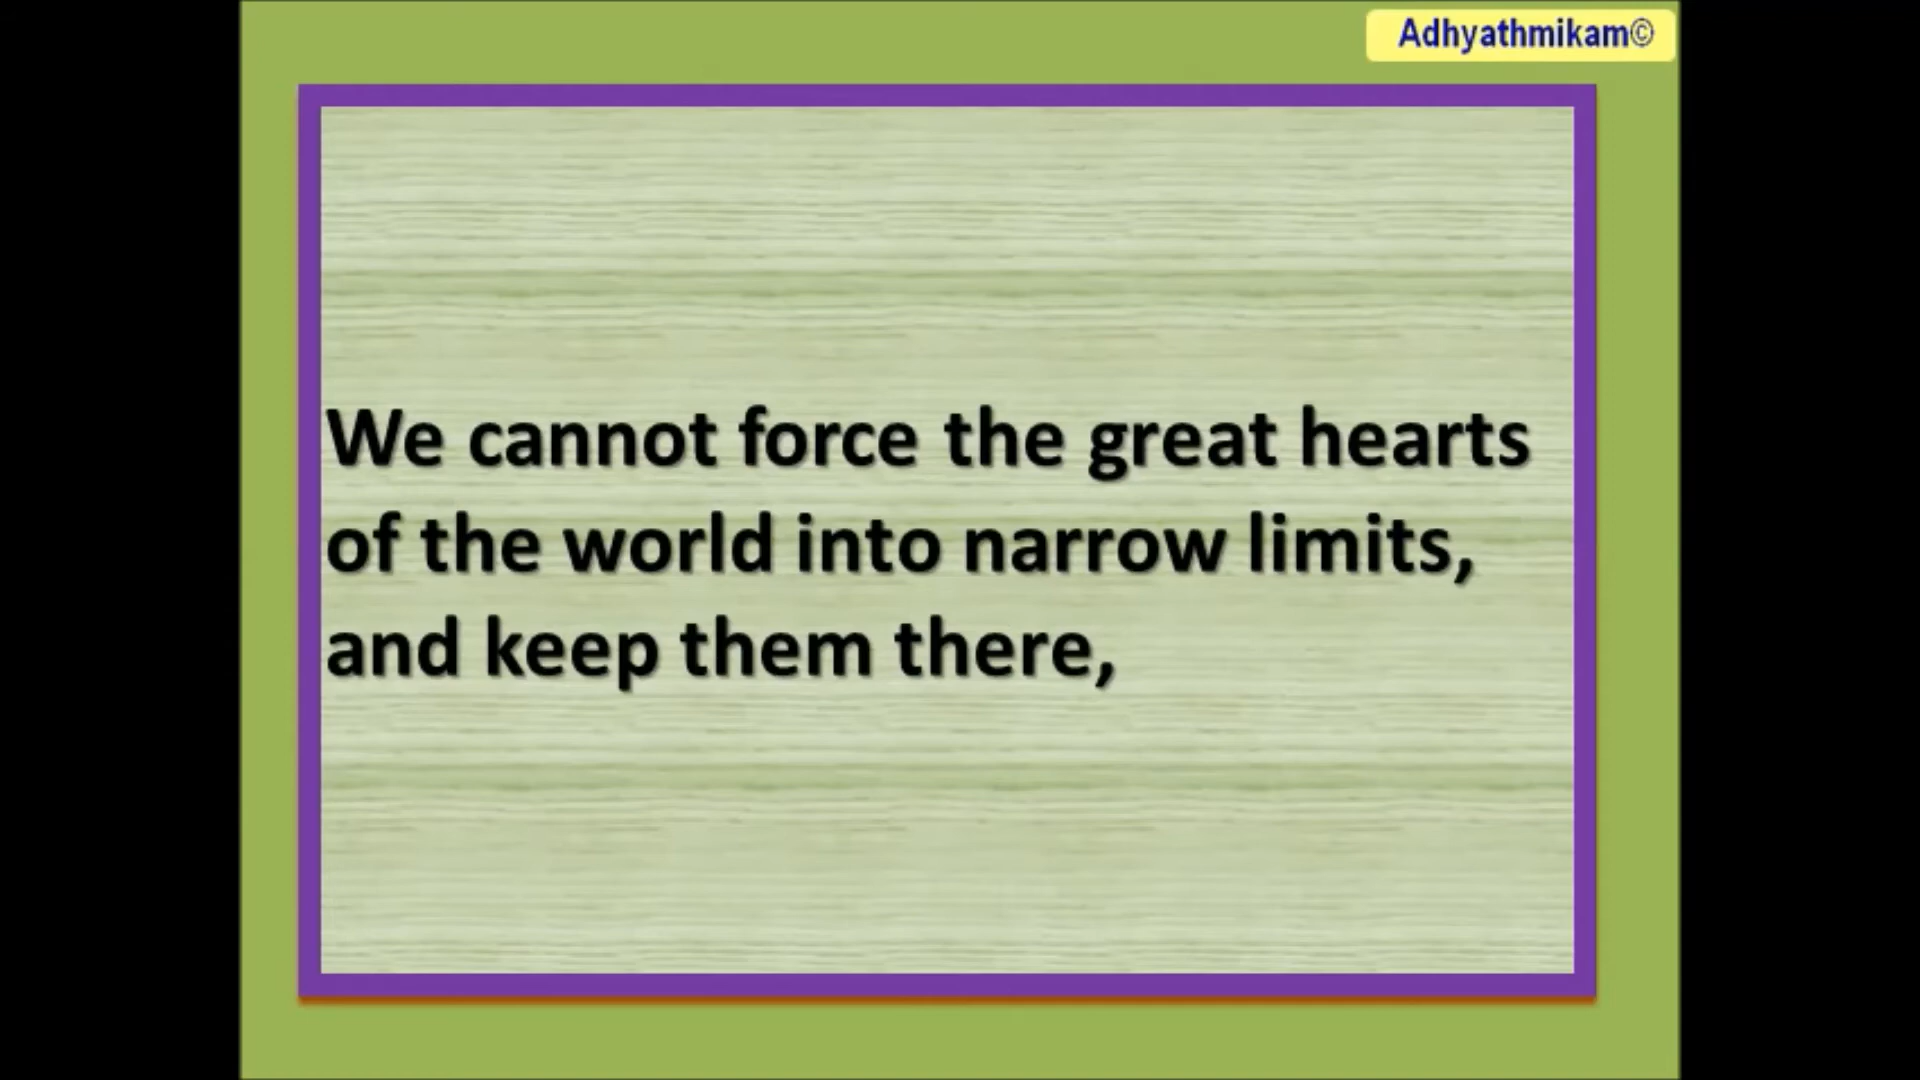 Adhyathmikam©
We cannot force the great hearts
of the world into narrow limits,
and keep them there,